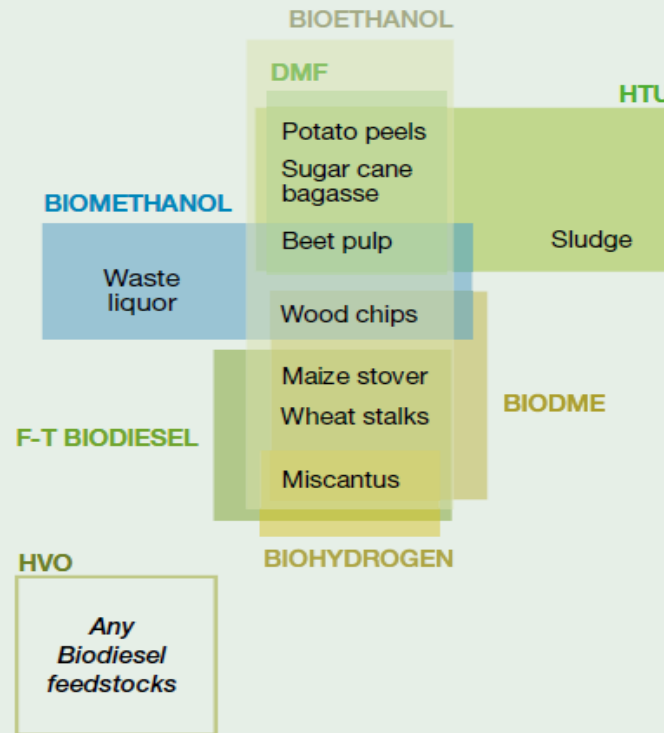 BIOETHANOL
DMF
HTU
Potato peels
Sugar cane
bagasse
BIOMETHANOL
Beet pulp
Sludge
Waste
liquor
Wood chips
Maize stover
BIODME
Wheat stalks
F-T BIODIESEL
Miscantus
BIOHYDROGEN
HVO
Any
Biodiesel
feedstocks